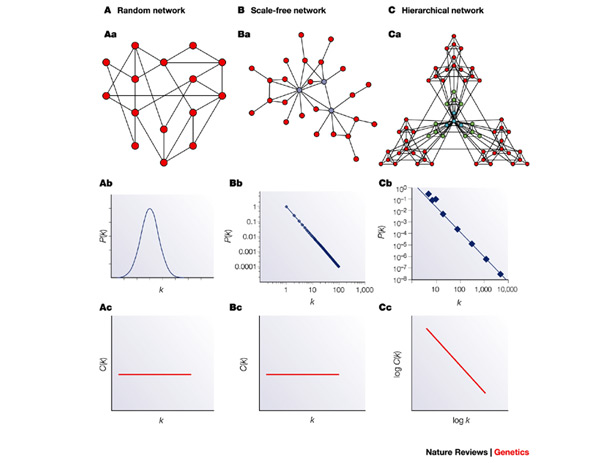 A Random network
B Scale-free network
C Hierarchical network
Aa
Ba
Ca
Ab
P(k)
k
Bb
1
0.1
0.01
0.001
0.0001
P(k)
1 10 100 1,000
k
Cb
10⁰
10⁻¹
10⁻²
10⁻³
10⁻⁴
10⁻⁵
10⁻⁶
10⁻⁷
10⁻⁸
P(k)
10 100 1,000 10,000
k
Ac
C(k)
k
Bc
C(k)
k
Cc
log C(k)
log k
Nature Reviews | Genetics